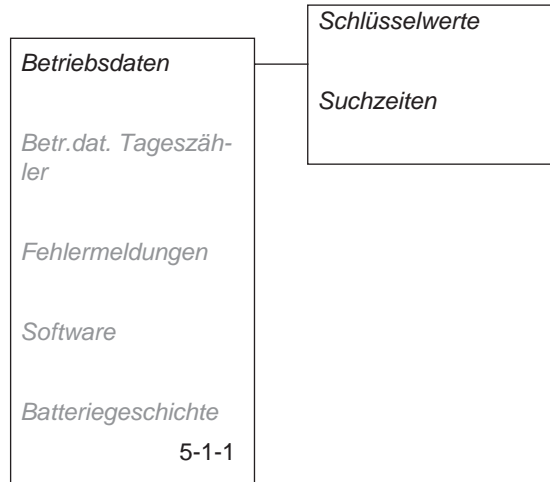 Schlüsselwerte
Betriebsdaten
Suchzeiten
Betr.dat. Tageszäh-
ler
Fehlermeldungen
Software
Batteriegeschichte
5-1-1